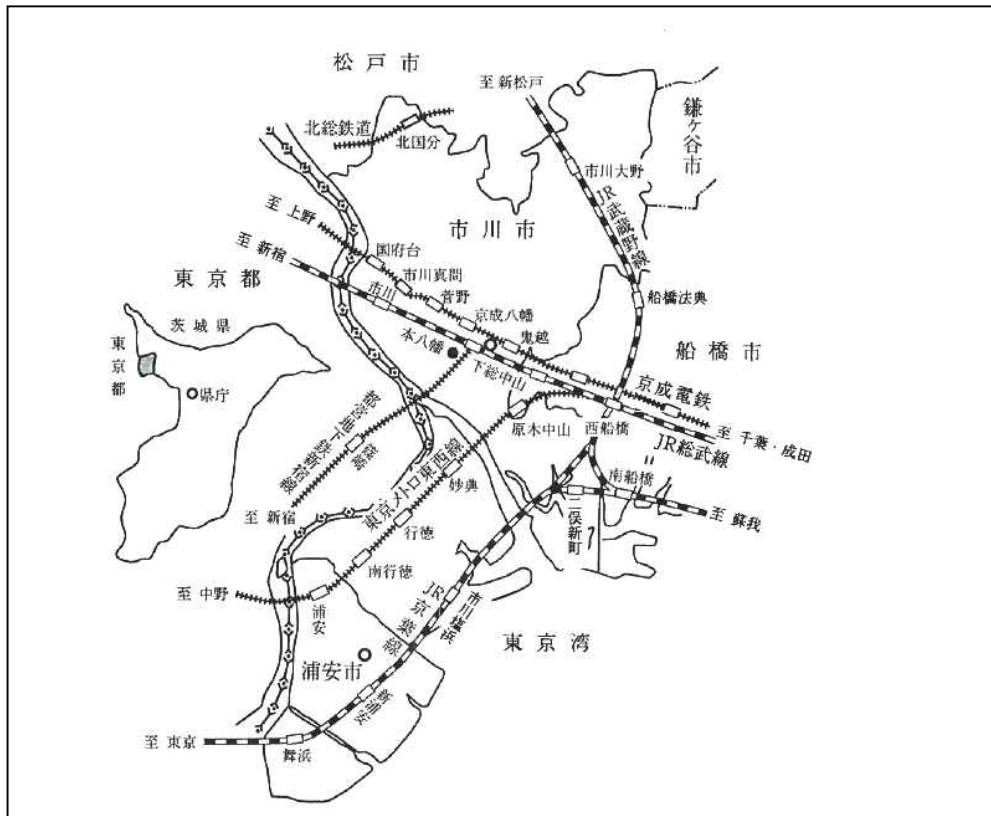 松戸市
至 新松戸
鎌ヶ谷市
北総鉄道
北国分
市川大野
JR武蔵野線
至 上野
市川市
国府台
至 新宿
東京都
市川真間
市川
菅野
船橋法典
茨城県
京成八幡
本八幡
鬼越
船橋市
東京都
下総中山
県庁
京成電鉄
都営地下鉄新宿線
篠崎
原木中山
西船橋
至 千葉・成田
JR総武線
東京メトロ東西線
妙典
南船橋
至 新宿
行徳
二俣新町
至 蘇我
南行徳
至 中野
浦安
JR京葉線
市川塩浜
東京湾
浦安市
新浦安
至 東京
舞浜